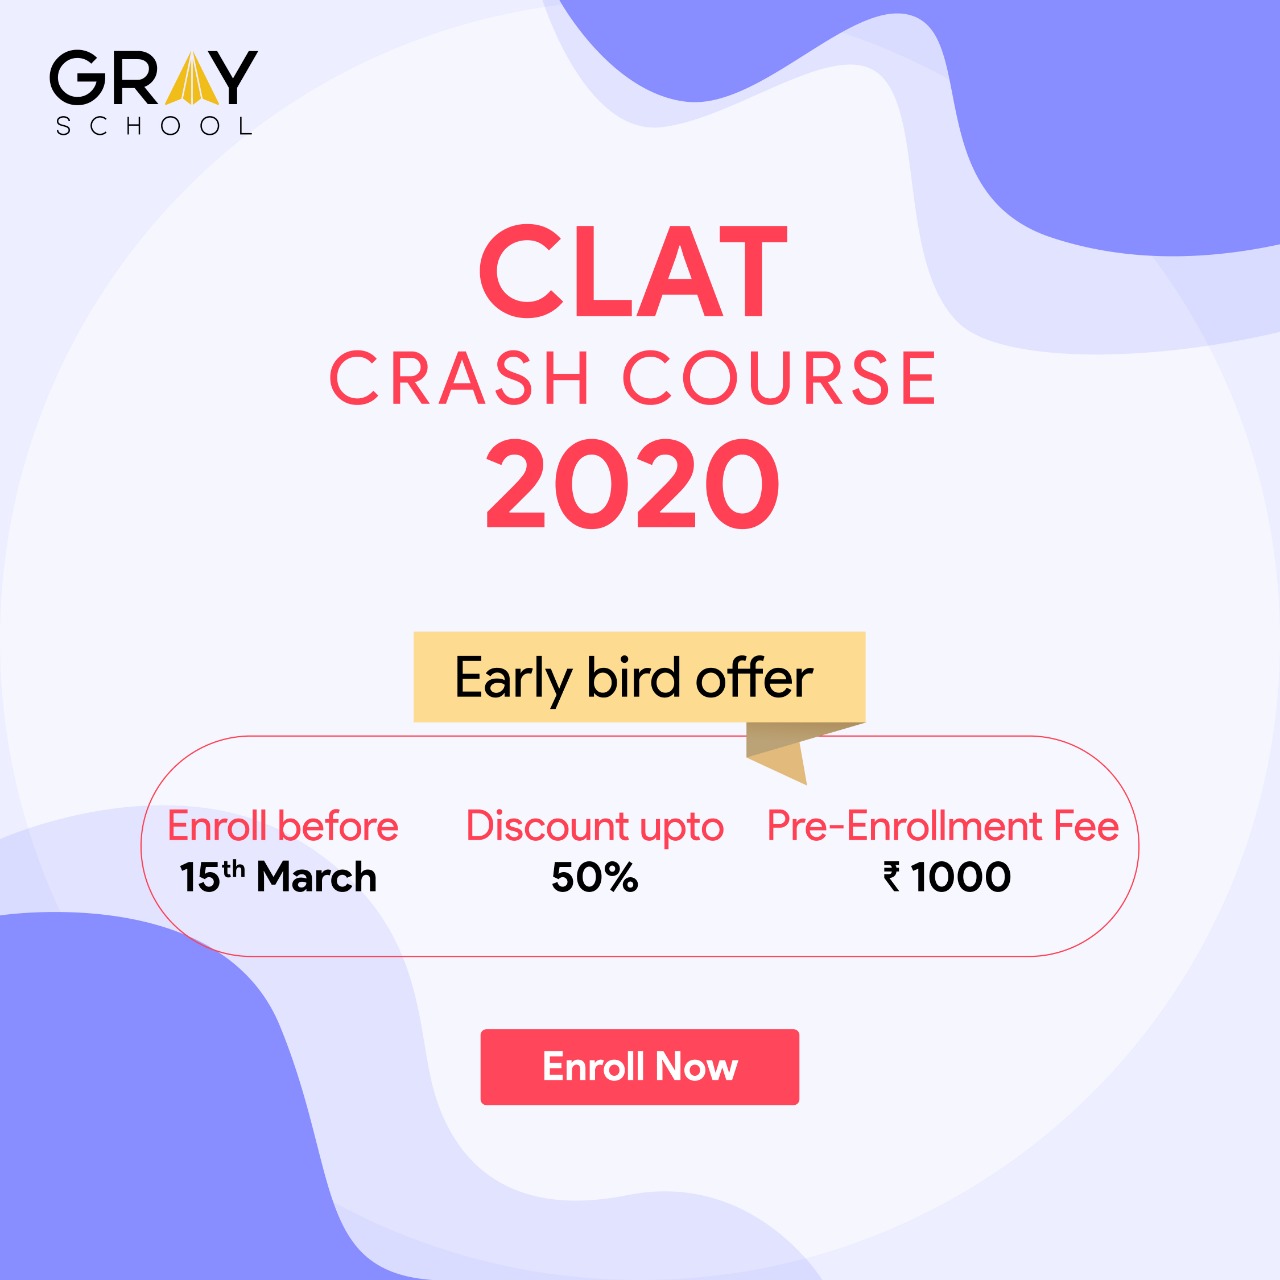 GRAY
SCHOOL
CLAT
CRASH COURSE
2020
Early bird offer
Enroll before
15th March
Discount upto
50%
Pre-Enrollment Fee
₹ 1000
Enroll Now